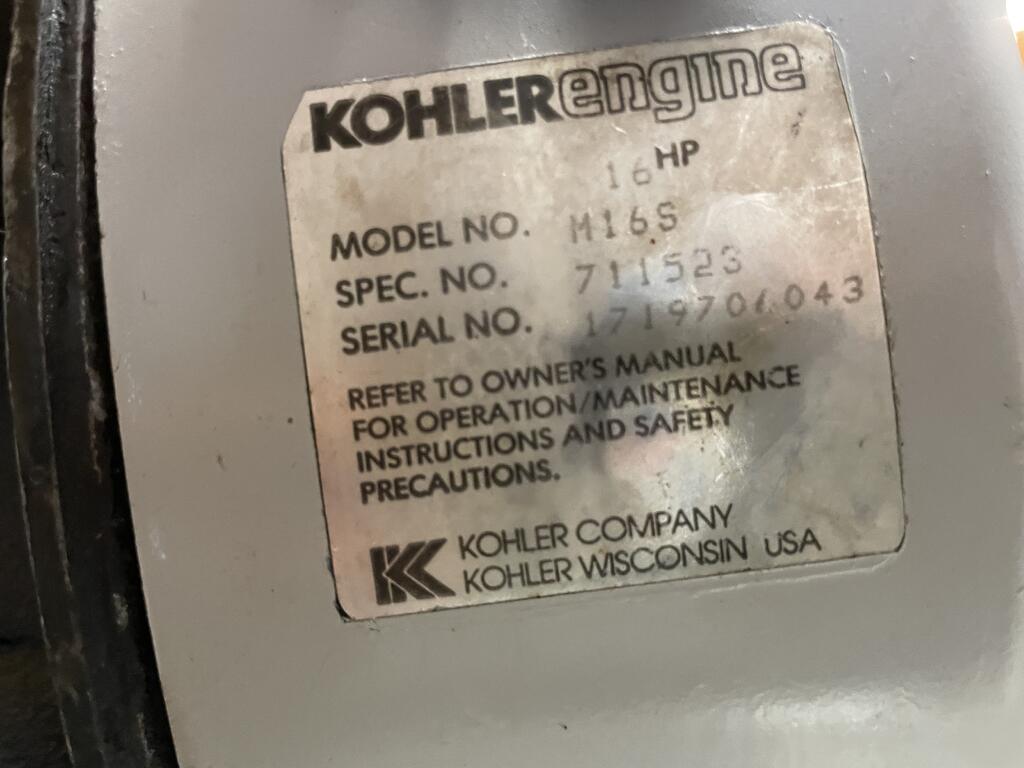 KOHLERengine
16 HP
MODEL NO. M16S
SPEC. NO. 711523
SERIAL NO. 1719706043
REFER TO OWNER'S MANUAL
FOR OPERATION/MAINTENANCE
INSTRUCTIONS AND SAFETY
PRECAUTIONS.
KOHLER COMPANY
KOHLER WISCONSIN USA